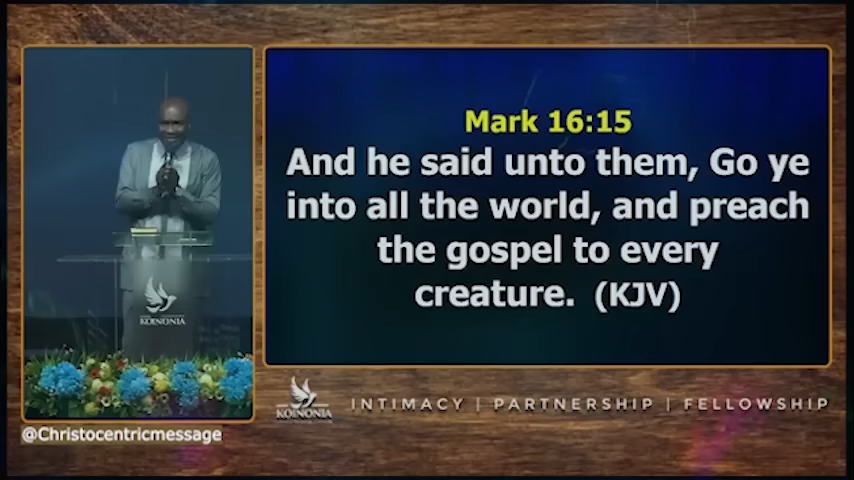 Mark 16:15
And he said unto them, Go ye
into all the world, and preach
the gospel to every
creature. (KJV)
KOINONIA
KOINONIA
INTIMACY | PARTNERSHIP | FELLOWSHIP
@Christocentricmessage